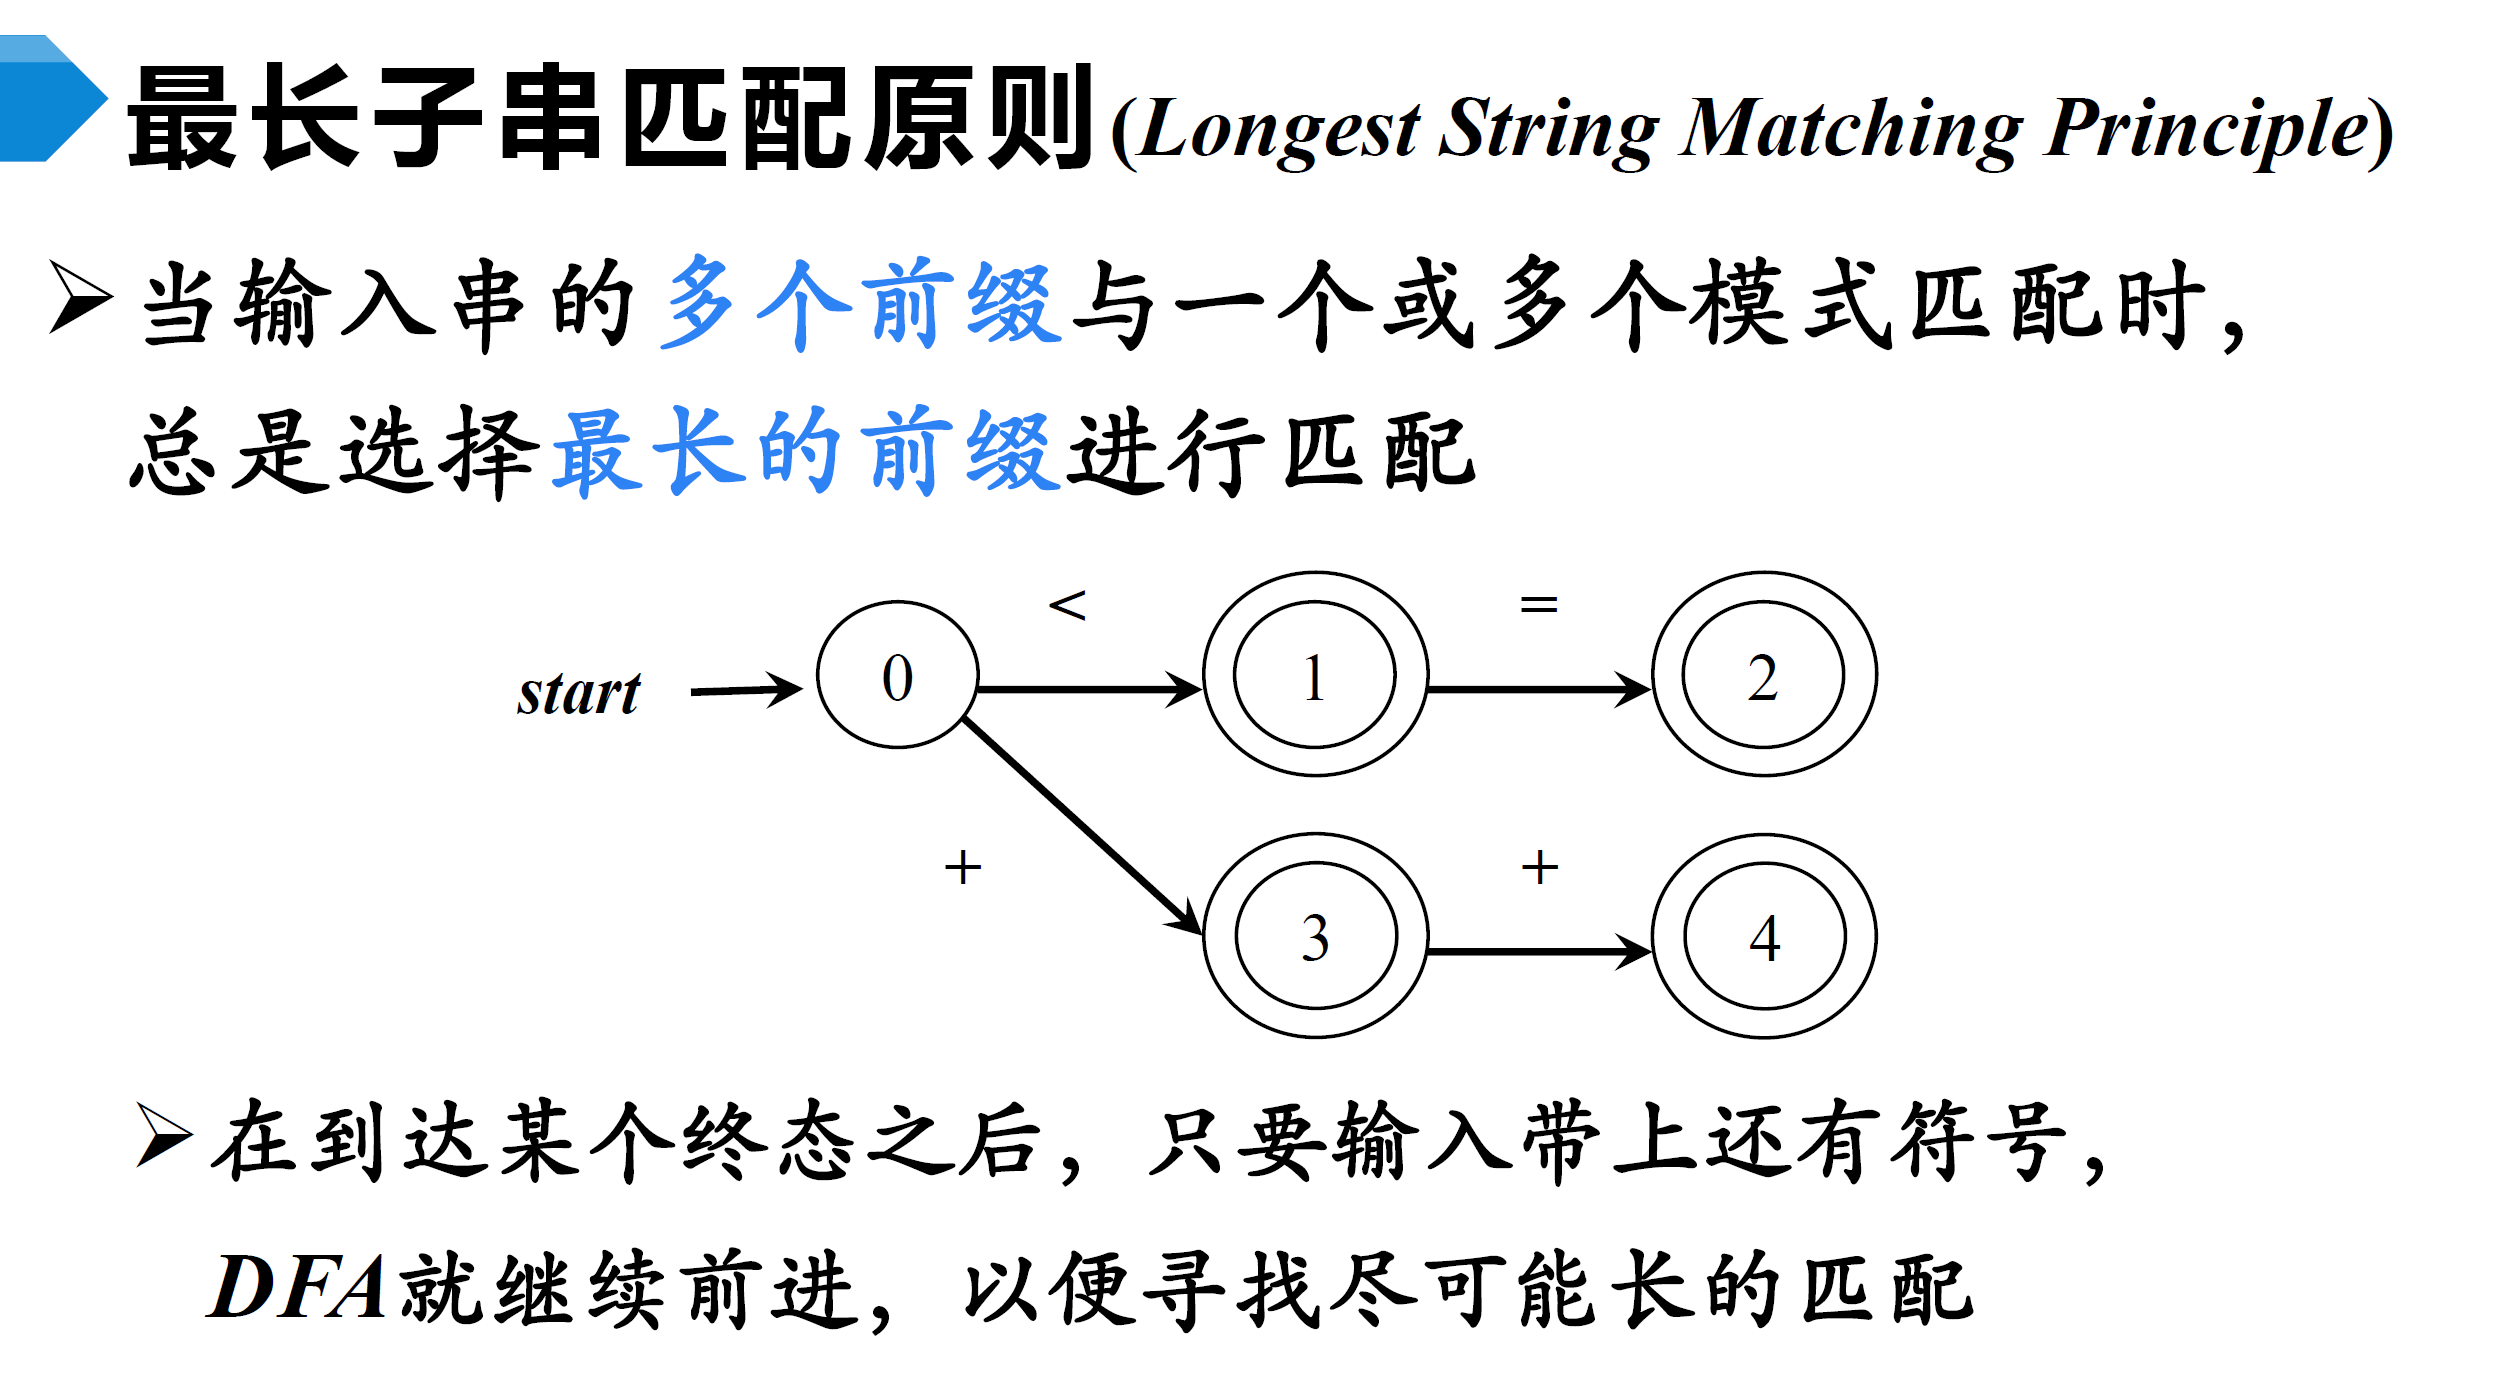 最长子串匹配原则(Longest String Matching Principle)
当输入串的多个前缀与一个或多个模式匹配时，
总是选择最长的前缀进行匹配
< =
start 0 1 2
+ +
3 4
在到达某个终态之后，只要输入带上还有符号，
DFA就继续前进，以便寻找尽可能长的匹配